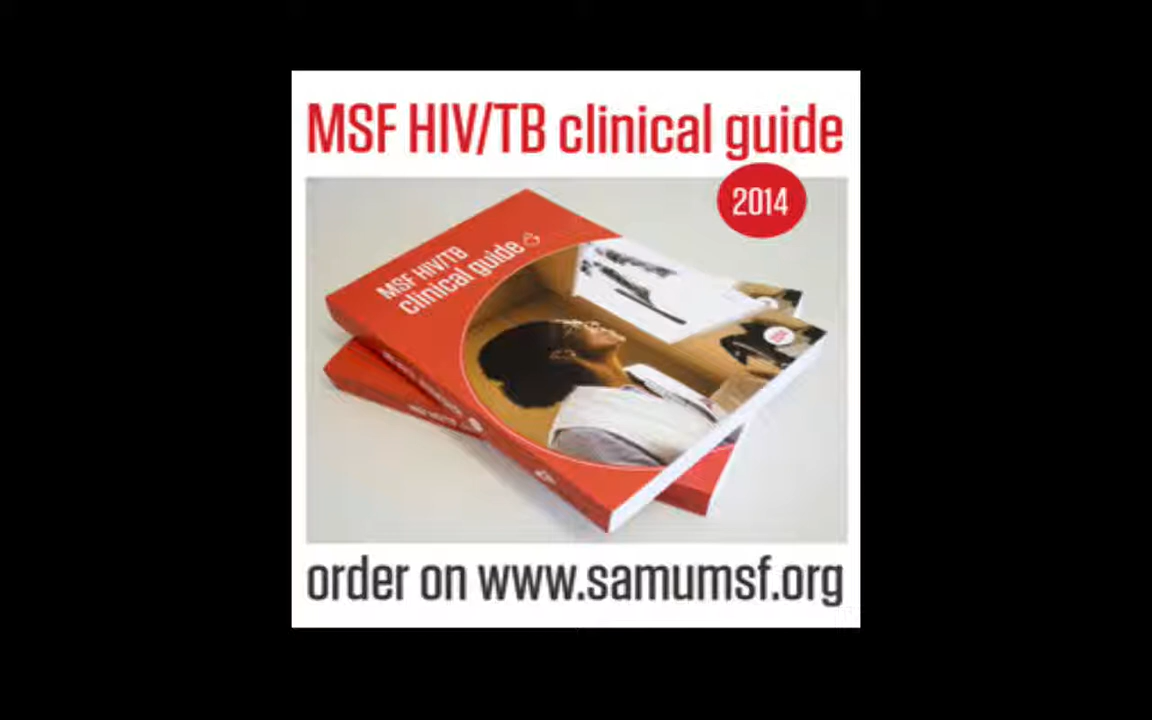 MSF HIV/TB clinical guide
2014
MSF HIV/TB
clinical guide
order on www.samumsf.org